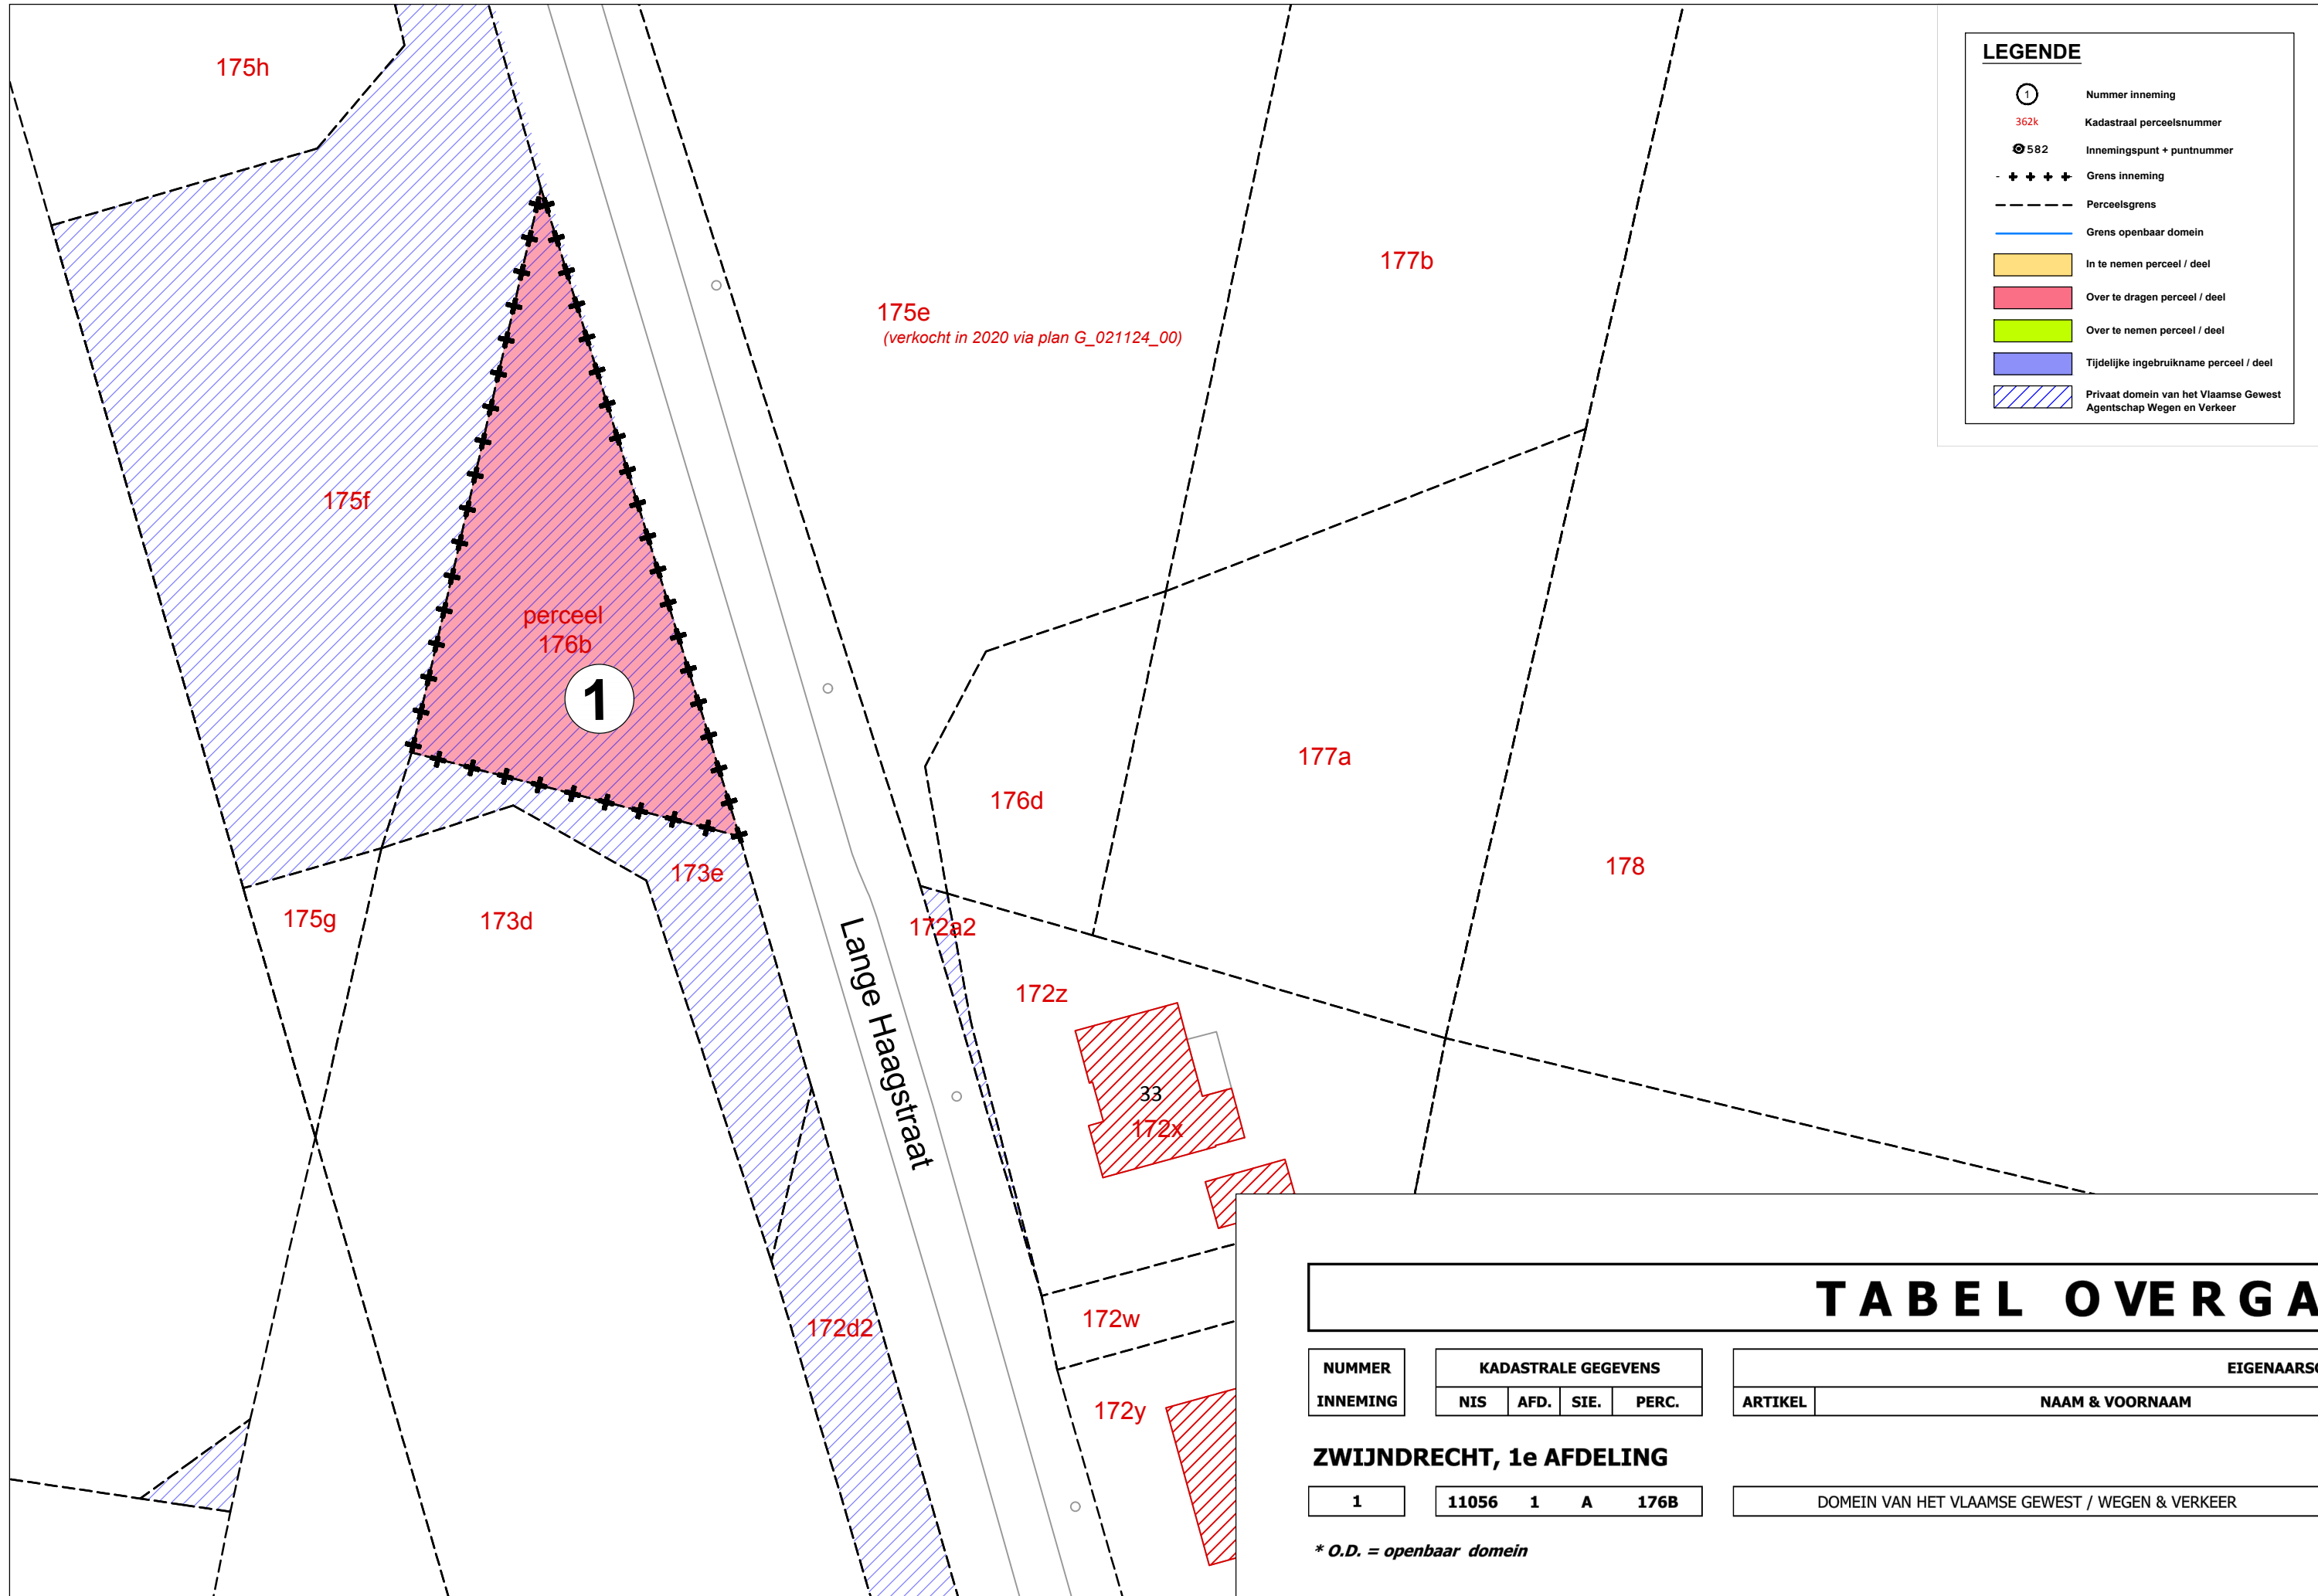 175h
175f
perceel
176b
1
175e
(verkocht in 2020 via plan G_021124_00)
177b
177a
176d
178
173e
175g
173d
172a2
172z
33
172x
Lange Haagstraat
172d2
172w
172y
LEGENDE
1 Nummer inneming
362k Kadastraal perceelsnummer
582 Innemingspunt + puntnummer
Grens inneming
Perceelsgrens
Grens openbaar domein
In te nemen perceel / deel
Over te dragen perceel / deel
Over te nemen perceel / deel
Tijdelijke ingebruikname perceel / deel
Privaat domein van het Vlaamse Gewest
Agentschap Wegen en Verkeer
TABEL OVERGA
NUMMER KADASTRALE GEGEVENS EIGENAARSC
INNEMING NIS AFD. SIE. PERC. ARTIKEL NAAM & VOORNAAM
ZWIJNDRECHT, 1e AFDELING
1 11056 1 A 176B DOMEIN VAN HET VLAAMSE GEWEST / WEGEN & VERKEER
* O.D. = openbaar domein